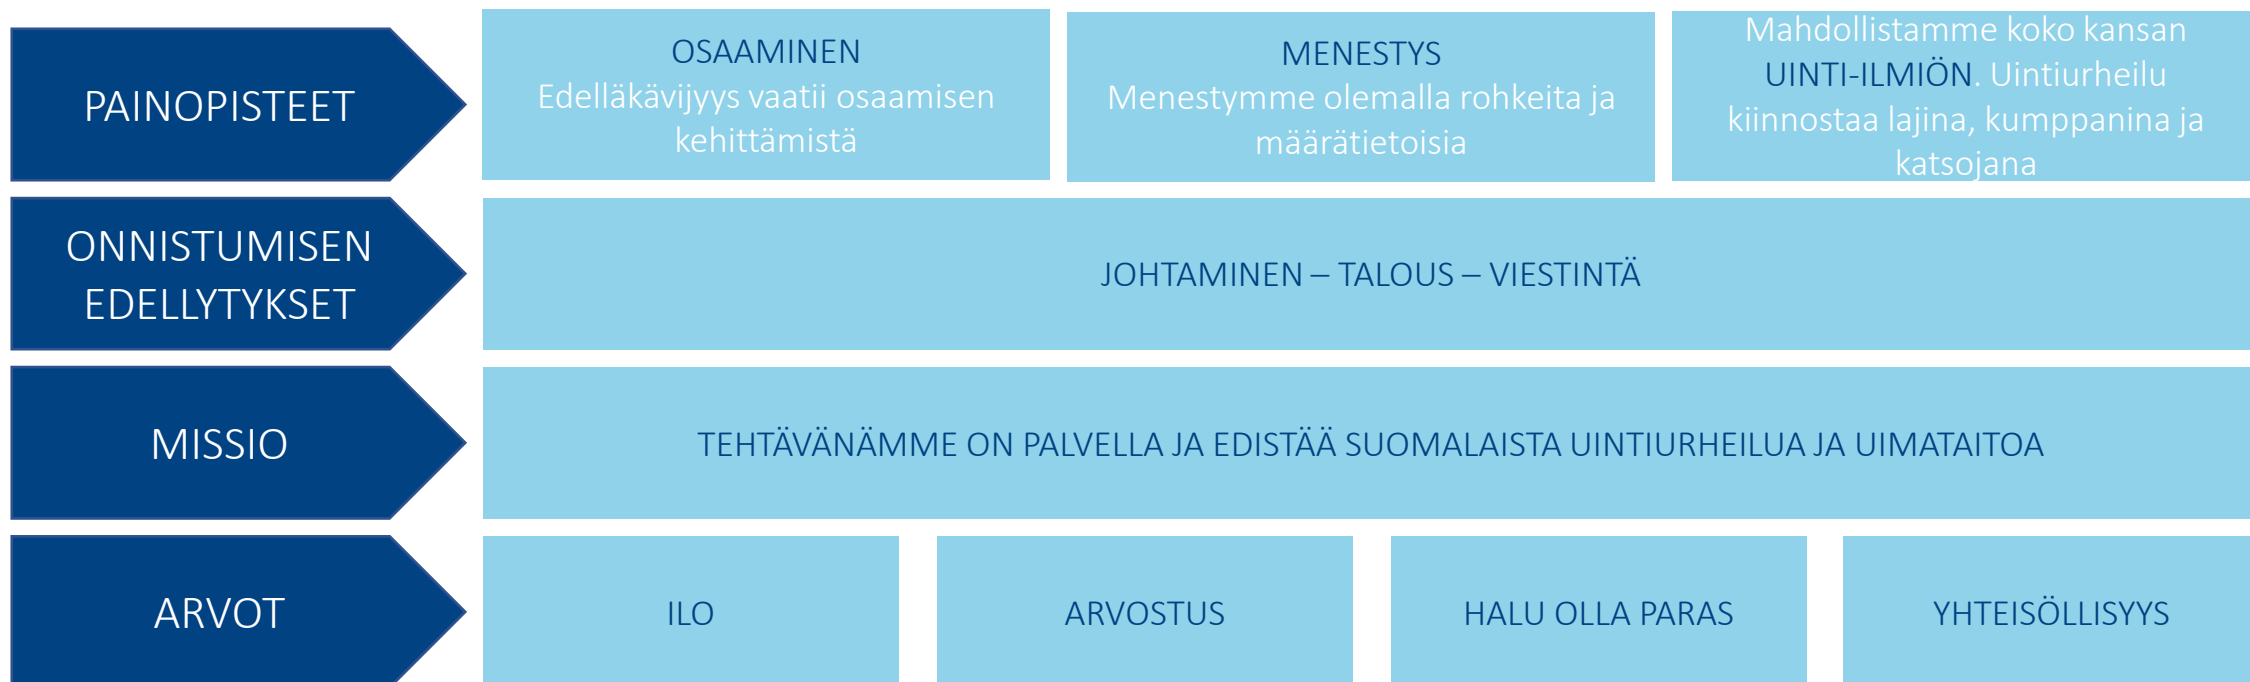 PAINOPISTEET
OSAAMINEN
Edelläkävijyys vaatii osaamisen
kehittämistä
MENESTYS
Menestymme olemalla rohkeita ja
määrätietoisia
Mahdollistamme koko kansan
UINTI-ILMIÖN. Uintiurheilu
kiinnostaa lajina, kumppanina ja
katsojana
ONNISTUMISEN
EDELLYTYKSET
JOHTAMINEN – TALOUS – VIESTINTÄ
MISSIO
TEHTÄVÄNÄMME ON PALVELLA JA EDISTÄÄ SUOMALAISTA UINTIURHEILUA JA UIMATAITOA
ARVOT
ILO
ARVOSTUS
HALU OLLA PARAS
YHTEISÖLLISYYS